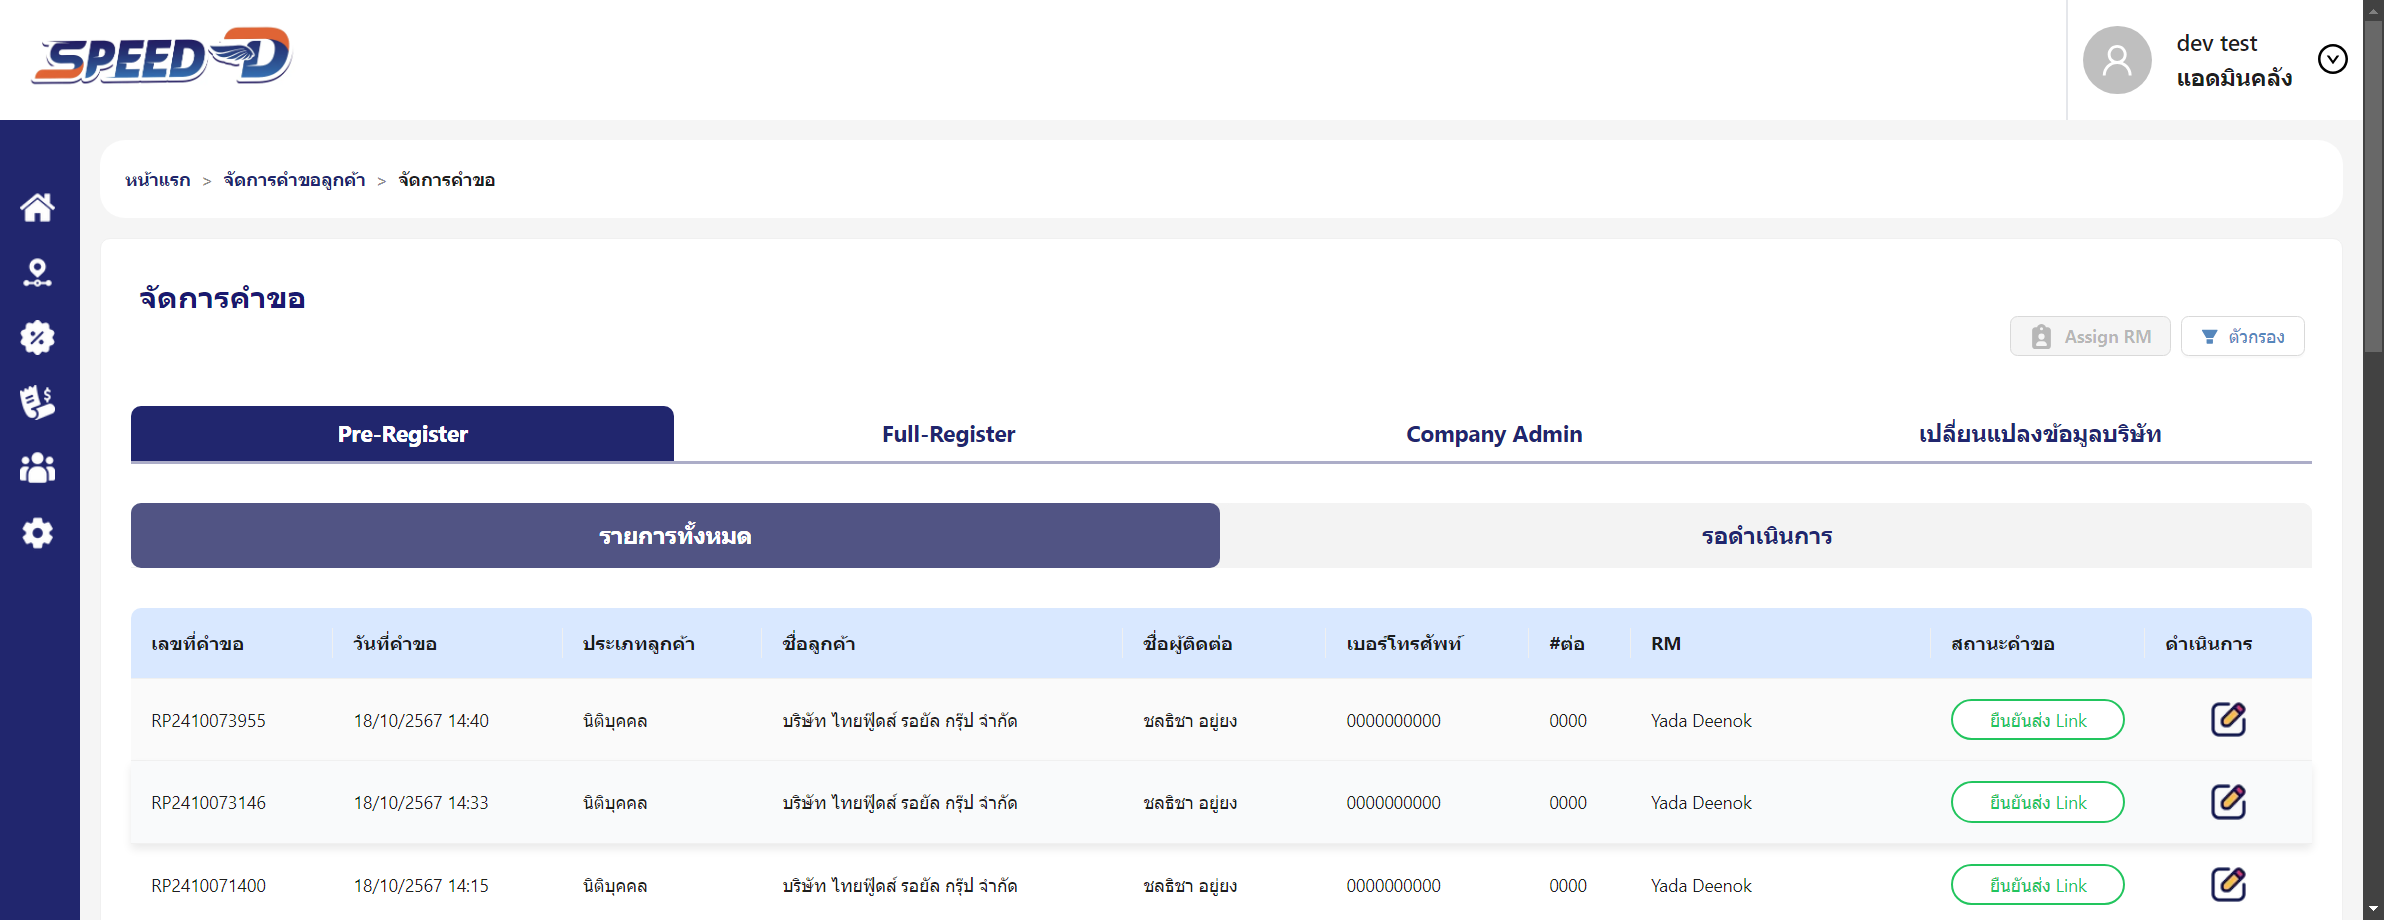 SPEED-D
dev test
แอดมินคลัง
หน้าแรก > จัดการคำขอลูกค้า > จัดการคำขอ
จัดการคำขอ
Assign RM ตัวกรอง
Pre-Register Full-Register Company Admin เปลี่ยนแปลงข้อมูลบริษัท
รายการทั้งหมด รอดำเนินการ
เลขที่คำขอ วันที่คำขอ ประเภทลูกค้า ชื่อลูกค้า ชื่อผู้ติดต่อ เบอร์โทรศัพท์ #ต่อ RM สถานะคำขอ ดำเนินการ
RP2410073955 18/10/2567 14:40 นิติบุคคล บริษัท ไทยฟู้ดส์ รอยัล กรุ๊ป จำกัด ชลธิชา อยู่ยง 0000000000 0000 Yada Deenok ยืนยันส่ง Link
RP2410073146 18/10/2567 14:33 นิติบุคคล บริษัท ไทยฟู้ดส์ รอยัล กรุ๊ป จำกัด ชลธิชา อยู่ยง 0000000000 0000 Yada Deenok ยืนยันส่ง Link
RP2410071400 18/10/2567 14:15 นิติบุคคล บริษัท ไทยฟู้ดส์ รอยัล กรุ๊ป จำกัด ชลธิชา อยู่ยง 0000000000 0000 Yada Deenok ยืนยันส่ง Link